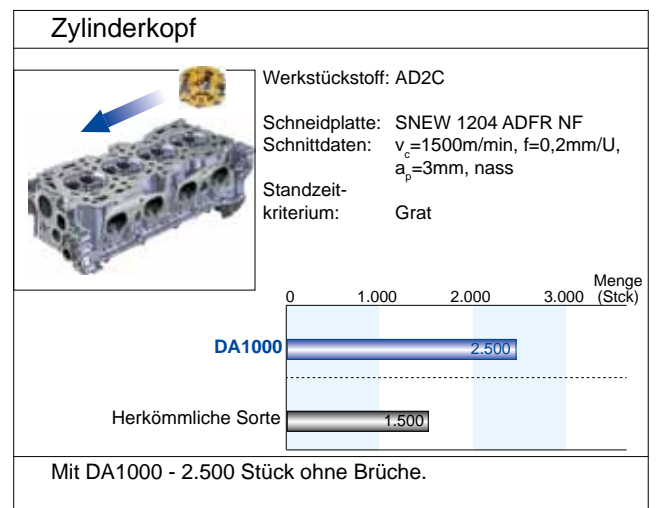 Zylinderkopf
Werkstückstoff: AD2C
Schneidplatte: SNEW 1204 ADFR NF
Schnittdaten: vc=1500m/min, f=0,2mm/U,
ap=3mm, nass
Standzeit-
kriterium: Grat
Menge
0 1.000 2.000 3.000 (Stck)
DA1000 2.500
Herkömmliche Sorte 1.500
Mit DA1000 - 2.500 Stück ohne Brüche.